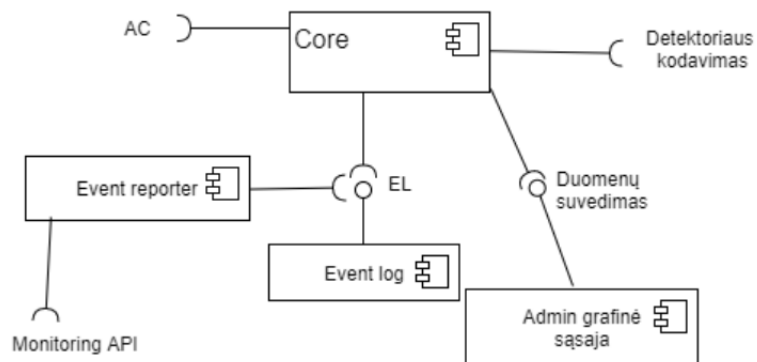 AC
Core
Detektoriaus
kodavimas
Event reporter
EL
Duomenų
suvedimas
Event log
Admin grafinė
sąsaja
Monitoring API